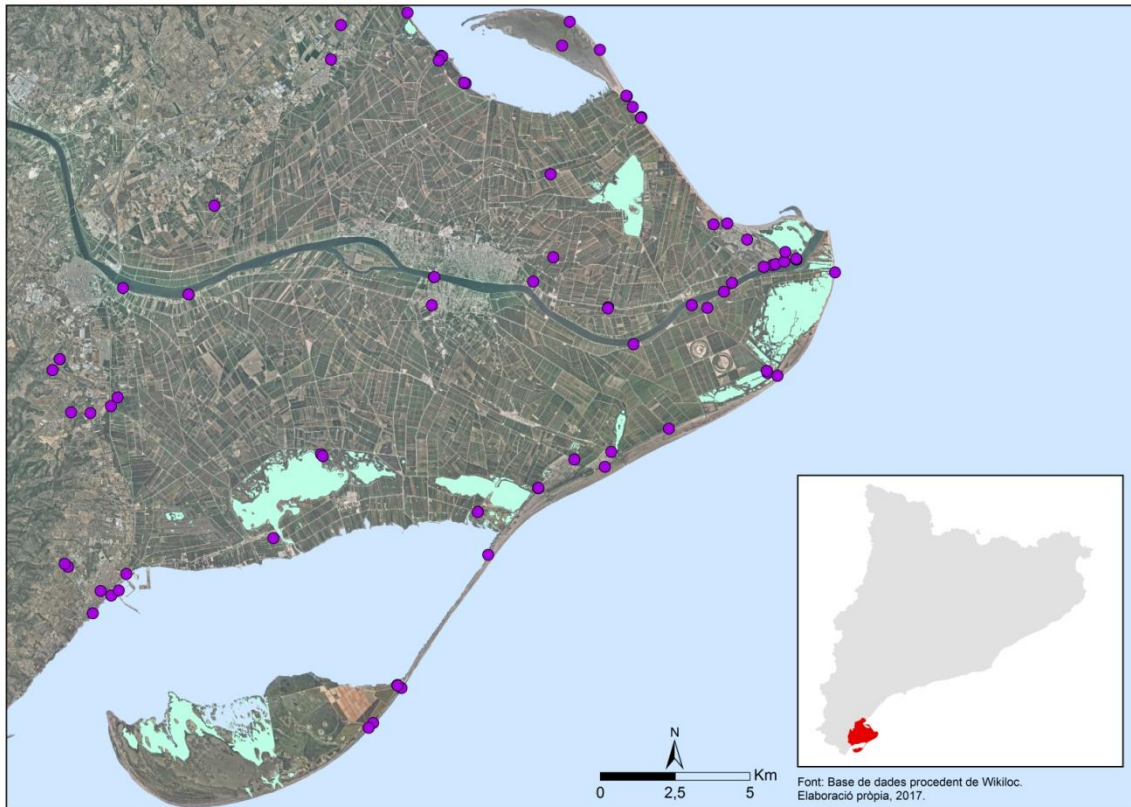 N
Km
0 2,5 5
Font: Base de dades procedent de Wikiloc.
Elaboració pròpia, 2017.